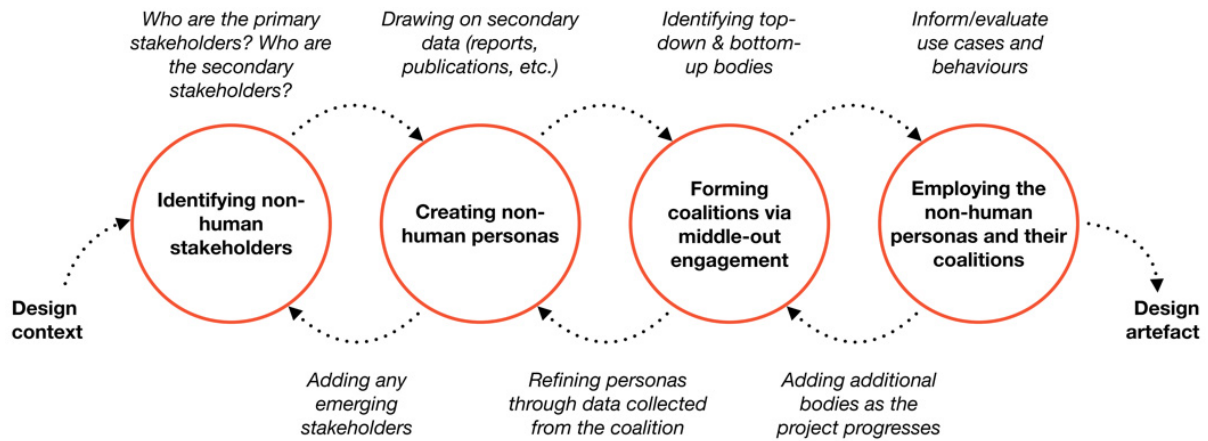 Who are the primary
stakeholders? Who are
the secondary
stakeholders?
Drawing on secondary
data (reports,
publications, etc.)
Identifying top-
down & bottom-
up bodies
Inform/evaluate
use cases and
behaviours
Design
context
Identifying non-
human
stakeholders
Creating non-
human personas
Forming
coalitions via
middle-out
engagement
Employing the
non-human
personas and their
coalitions
Design
artefact
Adding any
emerging
stakeholders
Refining personas
through data collected
from the coalition
Adding additional
bodies as the
project progresses